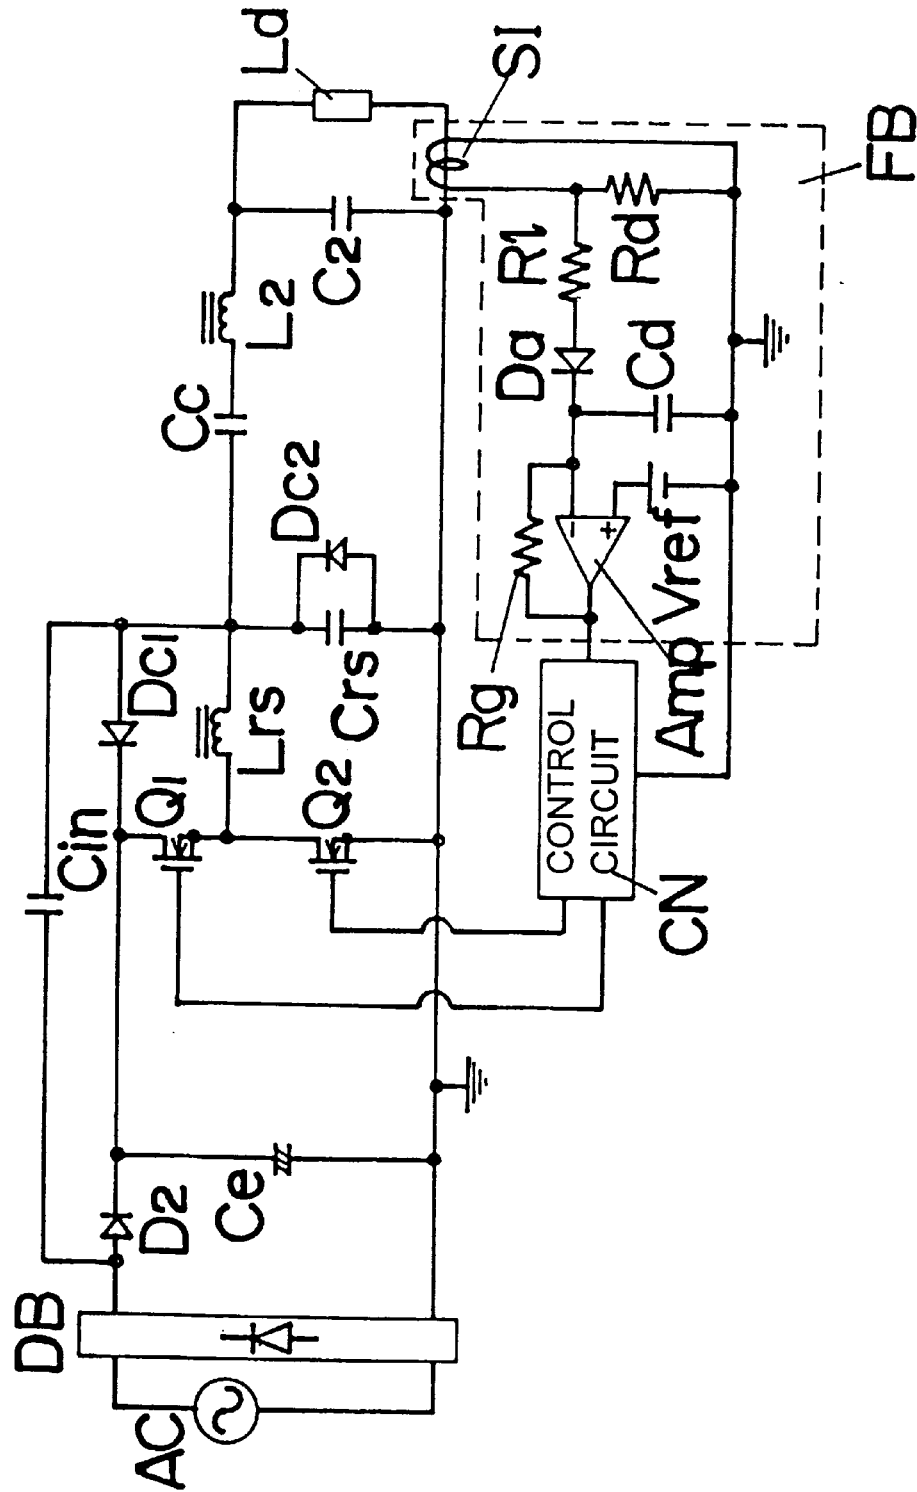 AC
DB
D2
Ce
Cin
Q1
Q2
Dc1
Lrs
Crs
Dc2
Cc
L2
C2
Ld
SI
FB
CONTROL
CIRCUIT
CN
Rg
Amp
Vref
-
+
Da
Cd
R1
Rd